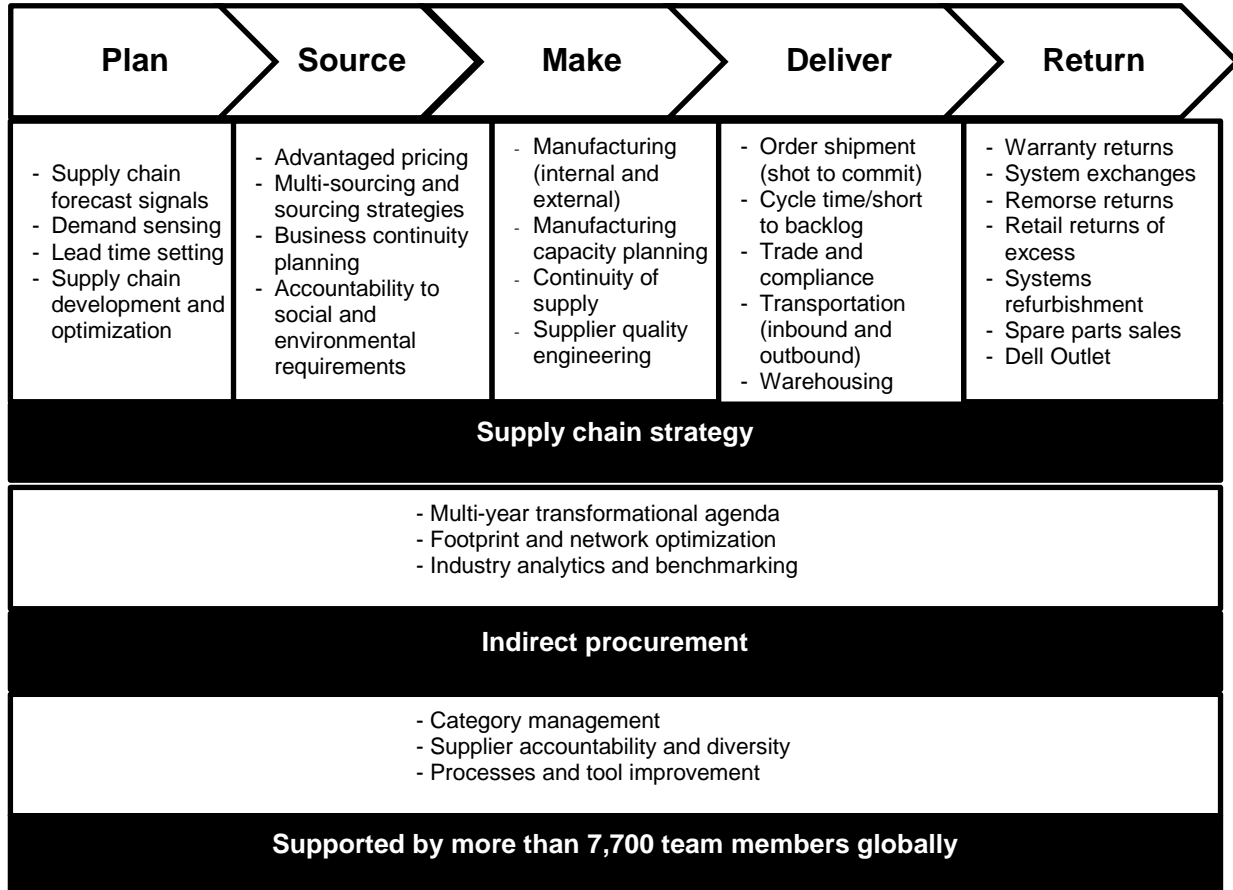 Plan
Source
Make
Deliver
Return
- Supply chain
forecast signals
- Demand sensing
- Lead time setting
- Supply chain
development and
optimization
- Advantaged pricing
- Multi-sourcing and
sourcing strategies
- Business continuity
planning
- Accountability to
social and
environmental
requirements
- Manufacturing
(internal and
external)
- Manufacturing
capacity planning
- Continuity of
supply
- Supplier quality
engineering
- Order shipment
(shot to commit)
- Cycle time/short
to backlog
- Trade and
compliance
- Transportation
(inbound and
outbound)
- Warehousing
- Warranty returns
- System exchanges
- Remorse returns
- Retail returns of
excess
- Systems
refurbishment
- Spare parts sales
- Dell Outlet
Supply chain strategy
- Multi-year transformational agenda
- Footprint and network optimization
- Industry analytics and benchmarking
Indirect procurement
- Category management
- Supplier accountability and diversity
- Processes and tool improvement
Supported by more than 7,700 team members globally